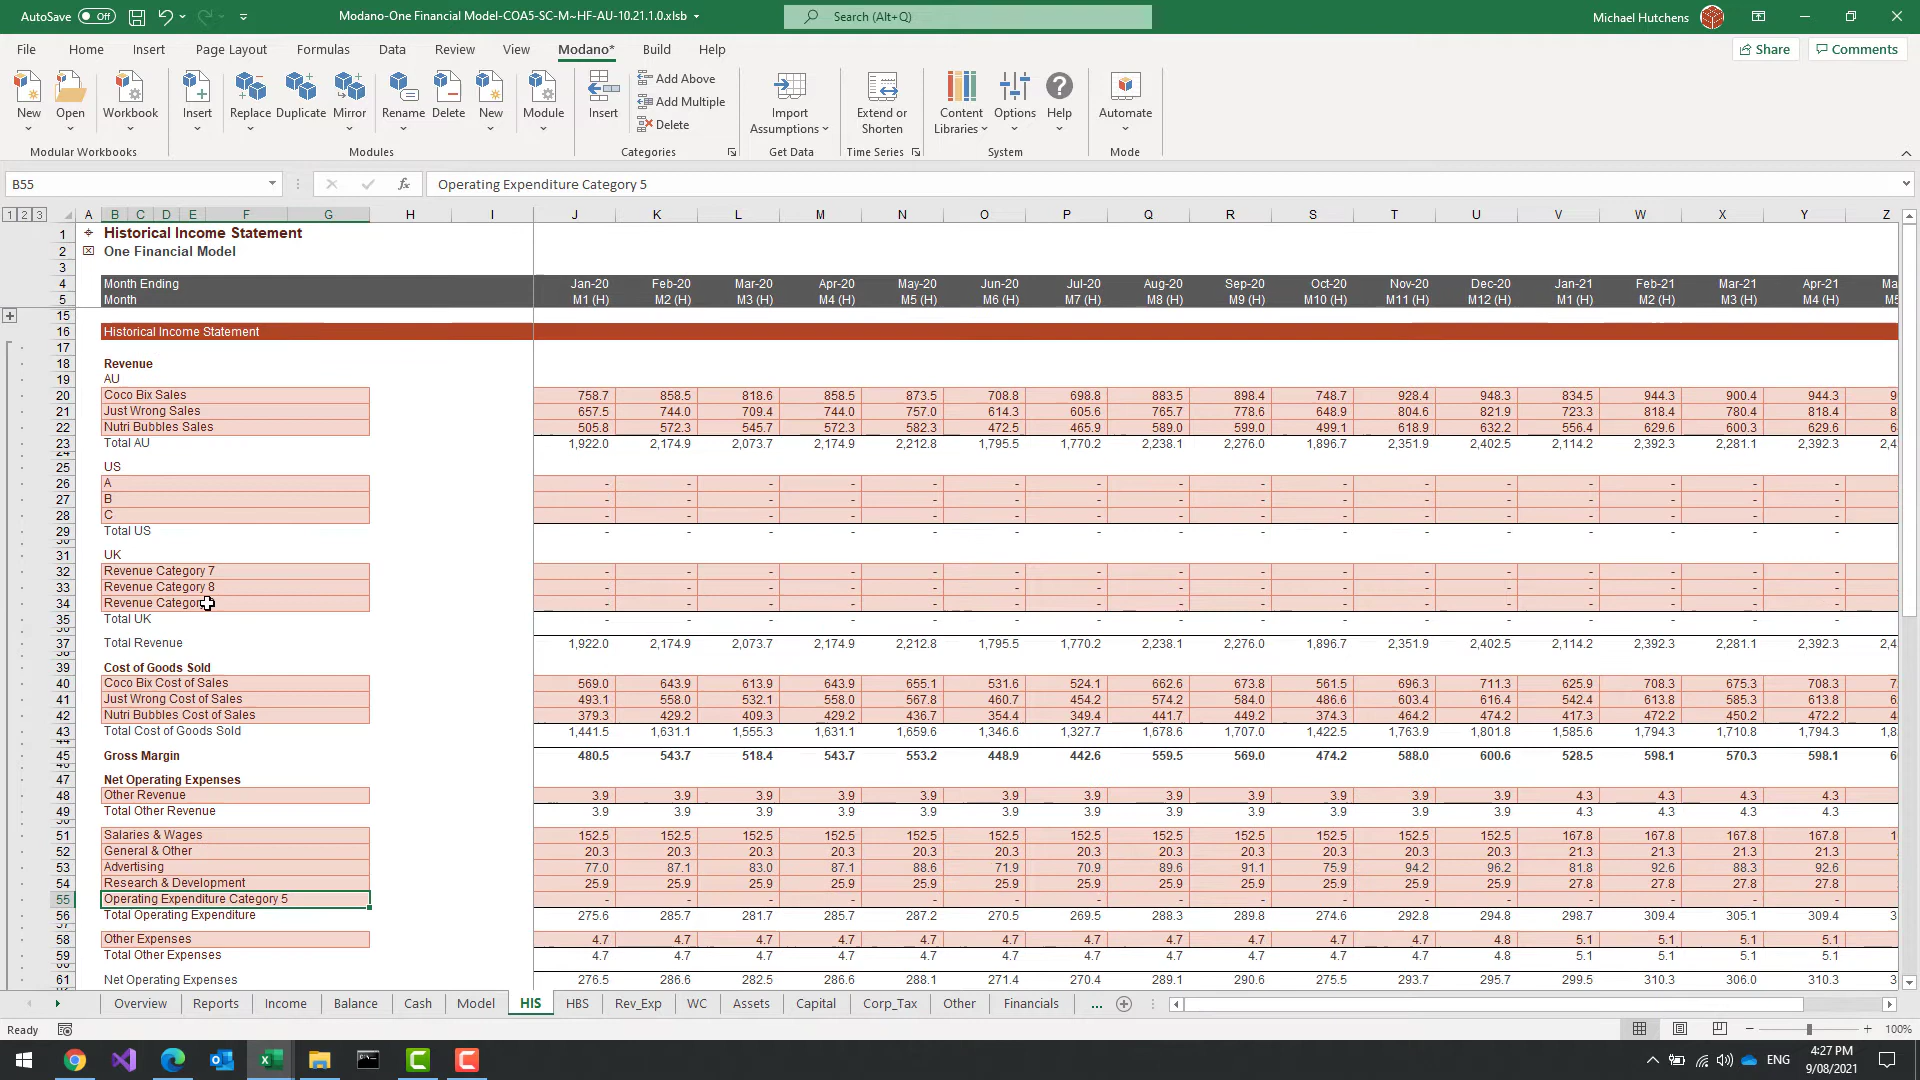 AutoSave Off Modano-One Financial Model-COA5-SC-M~HF-AU-10.21.1.0.xlsb Search (Alt+Q) Michael Hutchens
File Home Insert Page Layout Formulas Data Review View Modano* Build Help Share Comments
New Open Workbook Insert Replace Duplicate Mirror Rename Delete New Module Insert Add Above Add Multiple Delete Import Assumptions Extend or Shorten Content Libraries Options Help Automate
Modular Workbooks Modules Categories Get Data Time Series System Mode
B55 fx Operating Expenditure Category 5
1 2 3 A B C D E F G H I J K L M N O P Q R S T U V W X Y Z
1 Historical Income Statement
2 One Financial Model
3
4 Month Ending Jan-20 Feb-20 Mar-20 Apr-20 May-20 Jun-20 Jul-20 Aug-20 Sep-20 Oct-20 Nov-20 Dec-20 Jan-21 Feb-21 Mar-21 Apr-21 Ma
5 Month M1 (H) M2 (H) M3 (H) M4 (H) M5 (H) M6 (H) M7 (H) M8 (H) M9 (H) M10 (H) M11 (H) M12 (H) M1 (H) M2 (H) M3 (H) M4 (H) M5
15
16 Historical Income Statement
17
18 Revenue
19 AU
20 Coco Bix Sales 758.7 858.5 818.6 858.5 873.5 708.8 698.8 883.5 898.4 748.7 928.4 948.3 834.5 944.3 900.4 944.3 9
21 Just Wrong Sales 657.5 744.0 709.4 744.0 757.0 614.3 605.6 765.7 778.6 648.9 804.6 821.9 723.3 818.4 780.4 818.4 8
22 Nutri Bubbles Sales 505.8 572.3 545.7 572.3 582.3 472.5 465.9 589.0 599.0 499.1 618.9 632.2 556.4 629.6 600.3 629.6 6
23 Total AU 1,922.0 2,174.9 2,073.7 2,174.9 2,212.8 1,795.5 1,770.2 2,238.1 2,276.0 1,896.7 2,351.9 2,402.5 2,114.2 2,392.3 2,281.1 2,392.3 2,4
25 US
26 A - - - - - - - - - - - - - - - -
27 B - - - - - - - - - - - - - - - -
28 C - - - - - - - - - - - - - - - -
29 Total US - - - - - - - - - - - - - - - -
31 UK
32 Revenue Category 7 - - - - - - - - - - - - - - - -
33 Revenue Category 8 - - - - - - - - - - - - - - - -
34 Revenue Categor - - - - - - - - - - - - - - - -
35 Total UK - - - - - - - - - - - - - - - -
37 Total Revenue 1,922.0 2,174.9 2,073.7 2,174.9 2,212.8 1,795.5 1,770.2 2,238.1 2,276.0 1,896.7 2,351.9 2,402.5 2,114.2 2,392.3 2,281.1 2,392.3 2,4
39 Cost of Goods Sold
40 Coco Bix Cost of Sales 569.0 643.9 613.9 643.9 655.1 531.6 524.1 662.6 673.8 561.5 696.3 711.3 625.9 708.3 675.3 708.3 7
41 Just Wrong Cost of Sales 493.1 558.0 532.1 558.0 567.8 460.7 454.2 574.2 584.0 486.6 603.4 616.4 542.4 613.8 585.3 613.8 6
42 Nutri Bubbles Cost of Sales 379.3 429.2 409.3 429.2 436.7 354.4 349.4 441.7 449.2 374.3 464.2 474.2 417.3 472.2 450.2 472.2 4
43 Total Cost of Goods Sold 1,441.5 1,631.1 1,555.3 1,631.1 1,659.6 1,346.6 1,327.7 1,678.6 1,707.0 1,422.5 1,763.9 1,801.8 1,585.6 1,794.3 1,710.8 1,794.3 1,8
45 Gross Margin 480.5 543.7 518.4 543.7 553.2 448.9 442.6 559.5 569.0 474.2 588.0 600.6 528.5 598.1 570.3 598.1 6
47 Net Operating Expenses
48 Other Revenue 3.9 3.9 3.9 3.9 3.9 3.9 3.9 3.9 3.9 3.9 3.9 3.9 4.3 4.3 4.3 4.3
49 Total Other Revenue 3.9 3.9 3.9 3.9 3.9 3.9 3.9 3.9 3.9 3.9 3.9 3.9 4.3 4.3 4.3 4.3
51 Salaries & Wages 152.5 152.5 152.5 152.5 152.5 152.5 152.5 152.5 152.5 152.5 152.5 152.5 167.8 167.8 167.8 167.8 1
52 General & Other 20.3 20.3 20.3 20.3 20.3 20.3 20.3 20.3 20.3 20.3 20.3 20.3 21.3 21.3 21.3 21.3
53 Advertising 77.0 87.1 83.0 87.1 88.6 71.9 70.9 89.6 91.1 75.9 94.2 96.2 81.8 92.6 88.3 92.6
54 Research & Development 25.9 25.9 25.9 25.9 25.9 25.9 25.9 25.9 25.9 25.9 25.9 25.9 27.8 27.8 27.8 27.8
55 Operating Expenditure Category 5 - - - - - - - - - - - - - - - -
56 Total Operating Expenditure 275.6 285.7 281.7 285.7 287.2 270.5 269.5 288.3 289.8 274.6 292.8 294.8 298.7 309.4 305.1 309.4 3
58 Other Expenses 4.7 4.7 4.7 4.7 4.7 4.7 4.7 4.7 4.7 4.7 4.7 4.8 5.1 5.1 5.1 5.1
59 Total Other Expenses 4.7 4.7 4.7 4.7 4.7 4.7 4.7 4.7 4.7 4.7 4.7 4.8 5.1 5.1 5.1 5.1
61 Net Operating Expenses 276.5 286.6 282.5 286.6 288.1 271.4 270.4 289.1 290.6 275.5 293.7 295.7 299.5 310.3 306.0 310.3 3
Overview Reports Income Balance Cash Model HIS HBS Rev_Exp WC Assets Capital Corp_Tax Other Financials ...
Ready 100%
ENG 4:27 PM
9/08/2021